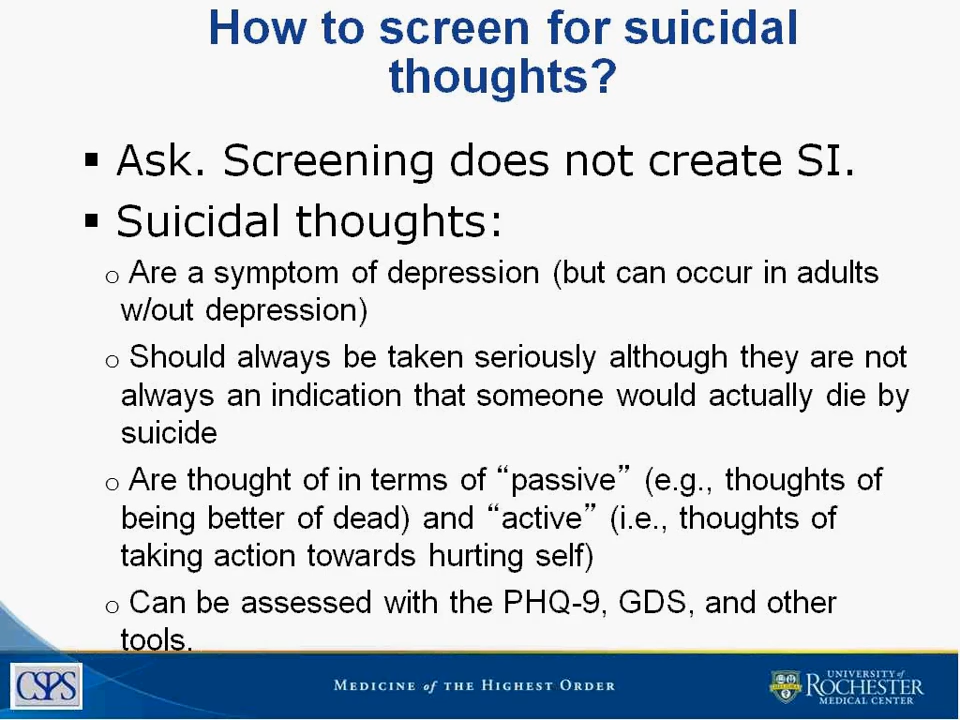 How to screen for suicidal
thoughts?
▪ Ask. Screening does not create SI.
▪ Suicidal thoughts:
o Are a symptom of depression (but can occur in adults
w/out depression)
o Should always be taken seriously although they are not
always an indication that someone would actually die by
suicide
o Are thought of in terms of “passive” (e.g., thoughts of
being better of dead) and “active” (i.e., thoughts of
taking action towards hurting self)
o Can be assessed with the PHQ-9, GDS, and other
tools.
CSPS
MEDICINE of THE HIGHEST ORDER
UNIVERSITY of
ROCHESTER
MEDICAL CENTER